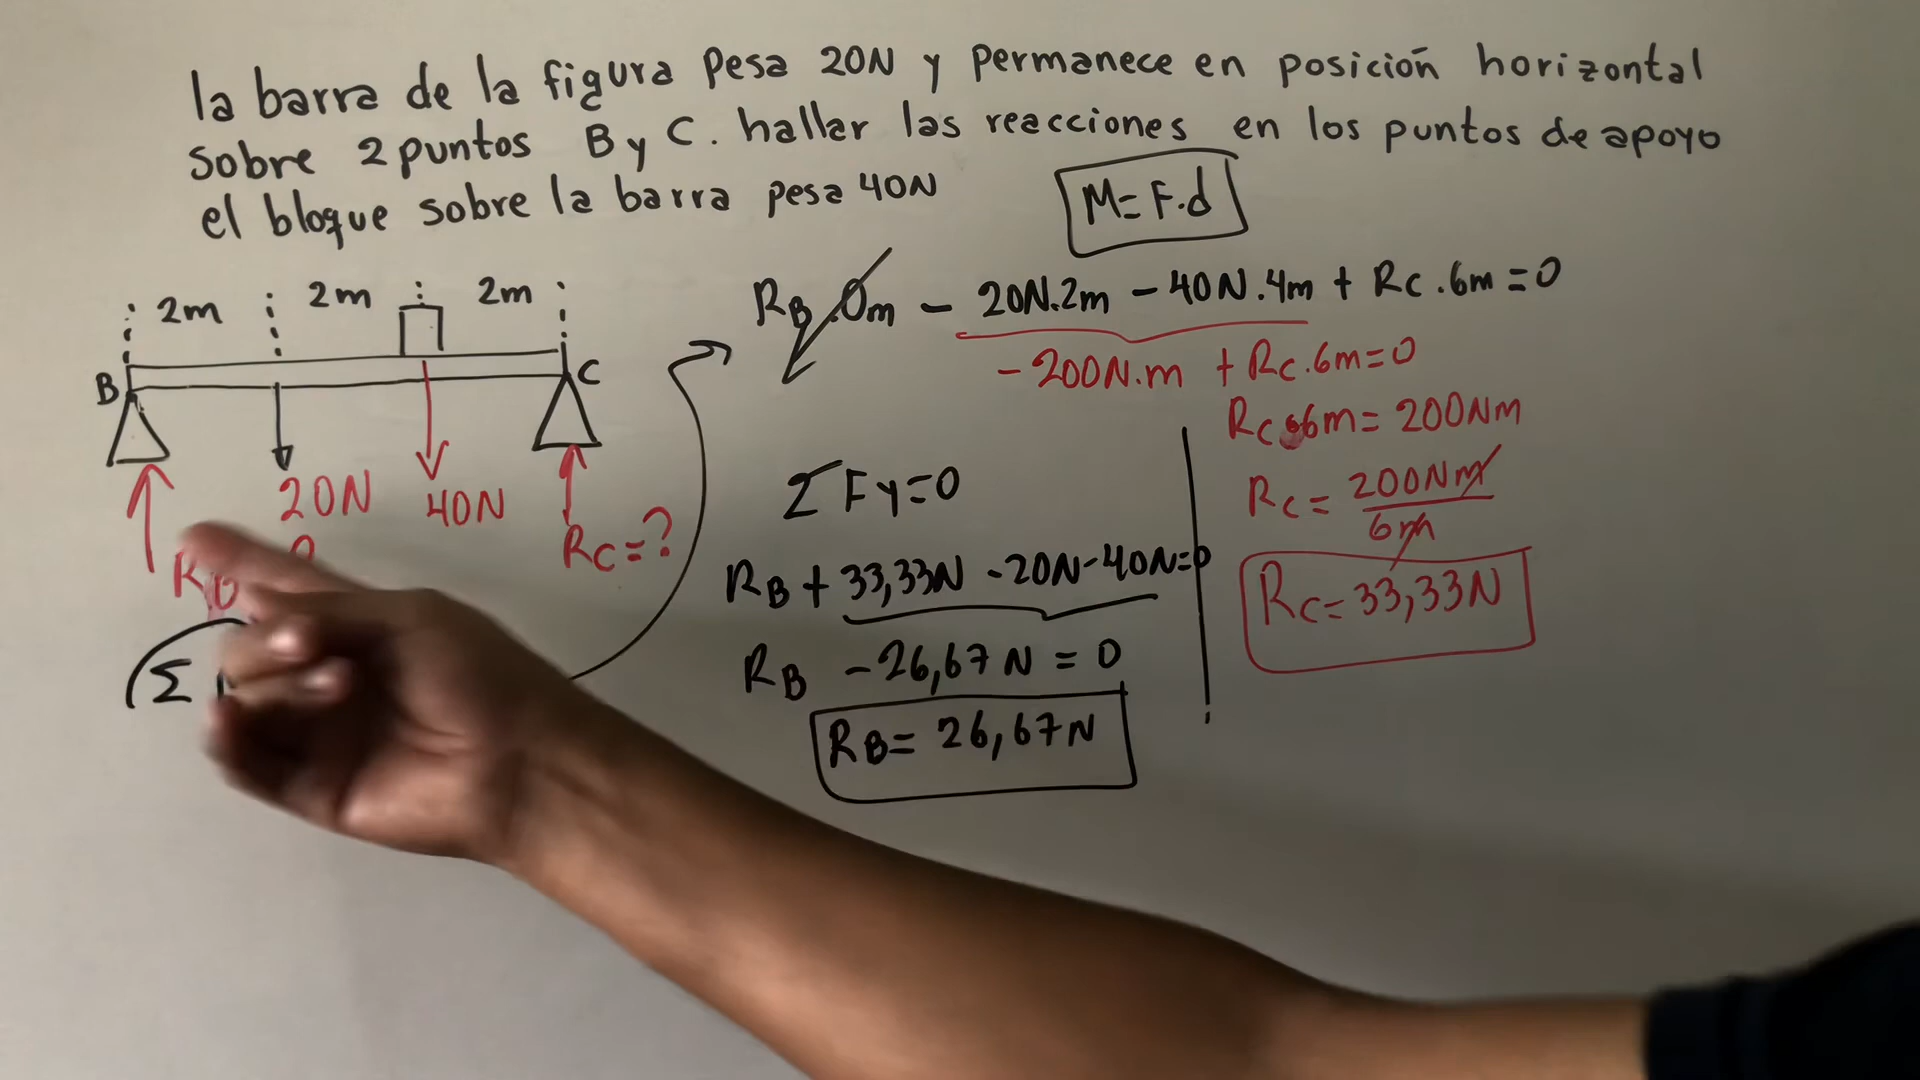 la barra de la figura pesa 20N y permanece en posición horizontal
sobre 2 puntos B y C. hallar las reacciones en los puntos de apoyo
el bloque sobre la barra pesa 40N
M= F.d
2m 2m 2m
B C
20N 40N RC=?
Σ
RB.0m - 20N.2m - 40N.4m + Rc.6m = 0
- 200N.m + Rc.6m=0
Rc.6m= 200Nm
Rc= 200Nm
6m
Rc= 33,33N
ΣFy=0
RB + 33,33N -20N-40N=0
RB -26,67N = 0
RB= 26,67N